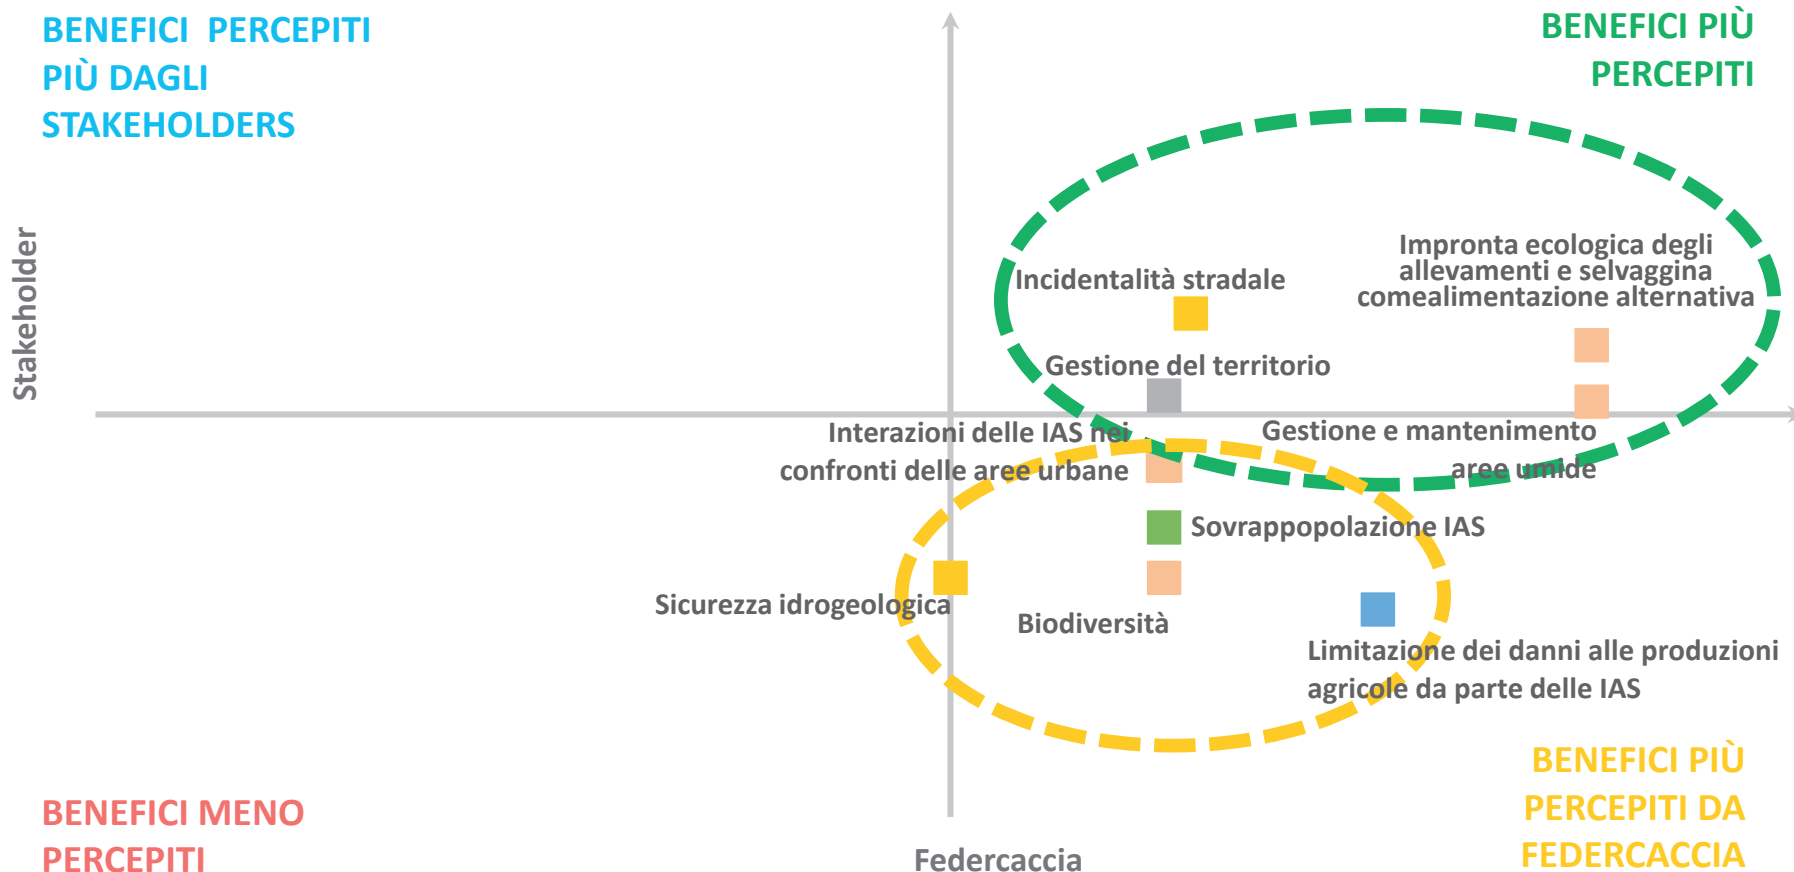 BENEFICI PERCEPITI
PIÙ DAGLI
STAKEHOLDERS
BENEFICI PIÙ
PERCEPITI
Stakeholder
Incidentalità stradale
Impronta ecologica degli
allevamenti e selvaggina
comealimentazione alternativa
Gestione del territorio
Interazioni delle IAS nei
confronti delle aree urbane
Gestione e mantenimento
aree umide
Sovrappopolazione IAS
Sicurezza idrogeologica
Biodiversità
Limitazione dei danni alle produzioni
agricole da parte delle IAS
BENEFICI MENO
PERCEPITI
Federcaccia
BENEFICI PIÙ
PERCEPITI DA
FEDERCACCIA